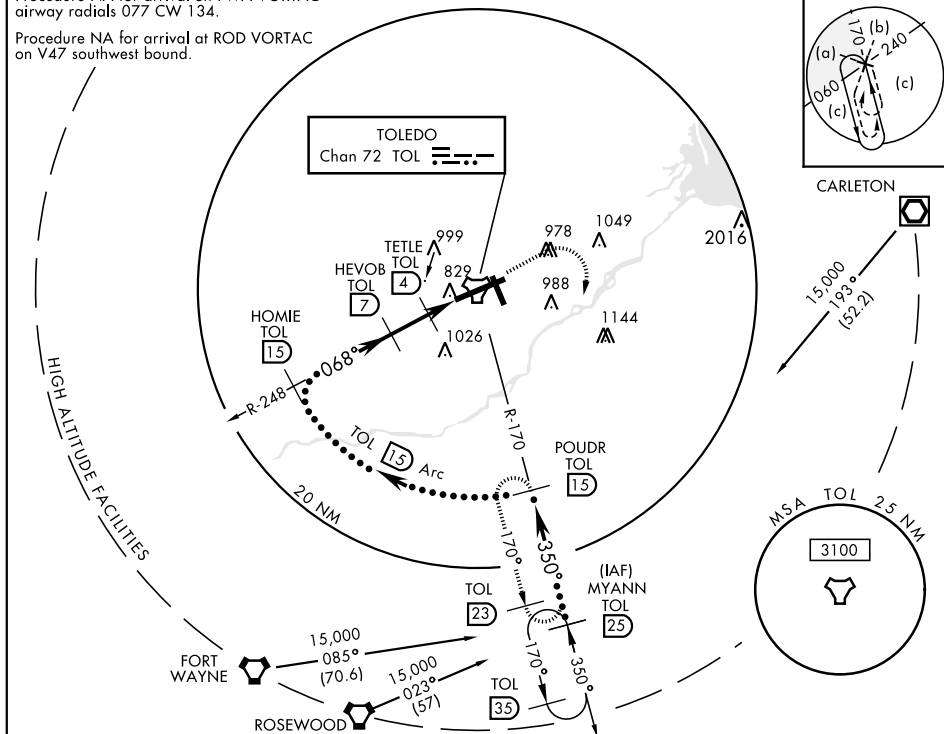 airway radials 077 CW 134.
Procedure NA for arrival at ROD VORTAC
on V47 southwest bound.
170
(a)
(b)
240
060
(c)
(c)
TOLEDO
Chan 72 TOL
CARLETON
15,000
193°
(52.2)
2016
978
1049
999
829
988
1026
1144
TETLE
TOL
4
HEVOB
TOL
7
HOMIE
TOL
15
068°
R-248
TOL 15 Arc
R-170
POUDR
TOL
15
20 NM
HIGH ALTITUDE FACILITIES
MSA TOL 25 NM
3100
170°
350°
(IAF)
MYANN
TOL
25
TOL
23
170°
350°
TOL
35
FORT
WAYNE
15,000
085°
(70.6)
ROSEWOOD
15,000
023°
(57)